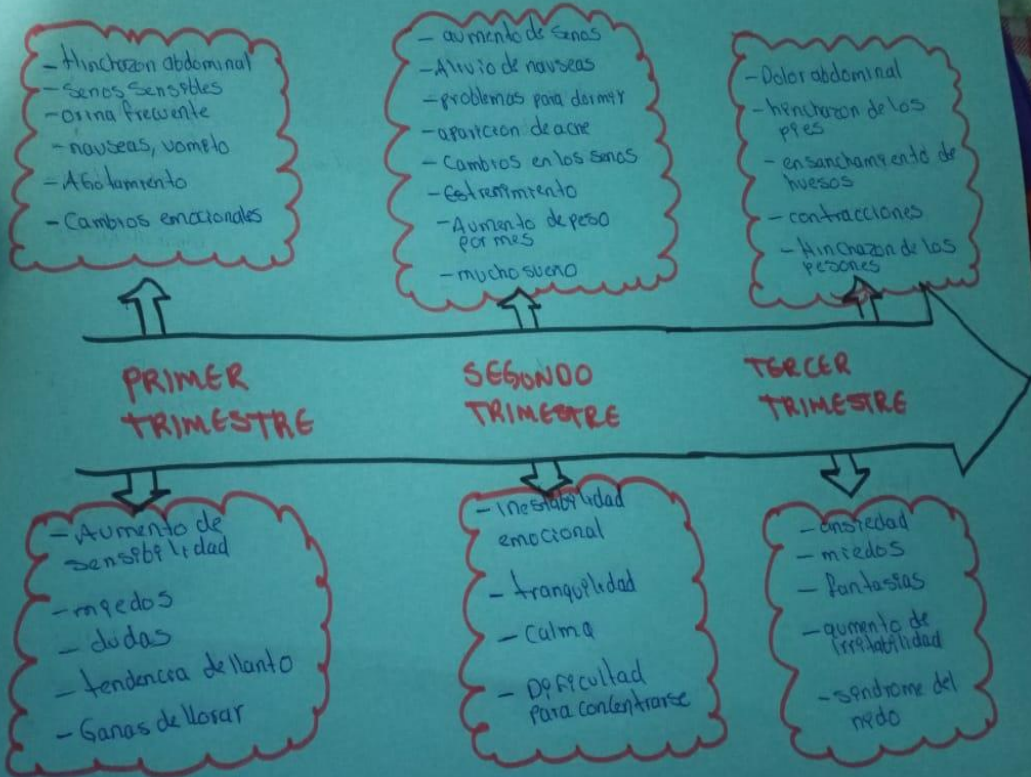 - Hinchazon abdominal
- Senos sensibles
- orina frecuente
- nauseas, vomito
- Agotamiento
- Cambios emocionales
- aumento de senos
- Alivio de nauseas
- problemas para dormir
- aparicion de acne
- Cambios en los senos
- Estrenimiento
- Aumento de peso
por mes
- mucho sueno
- Dolor abdominal
- hinchazon de los
pies
- ensanchamiento de
huesos
- contracciones
- Hinchazon de los
pesones
PRIMER
TRIMESTRE
SEGUNDO
TRIMESTRE
TERCER
TRIMESTRE
- Aumento de
sensibilidad
- miedos
- dudas
- tendencia de llanto
- Ganas de llorar
- Inestabilidad
emocional
- tranquilidad
- Calma
- Dificultad
para concentrarse
- ansiedad
- miedos
- fantasias
- aumento de
irritabilidad
- sindrome del
nido